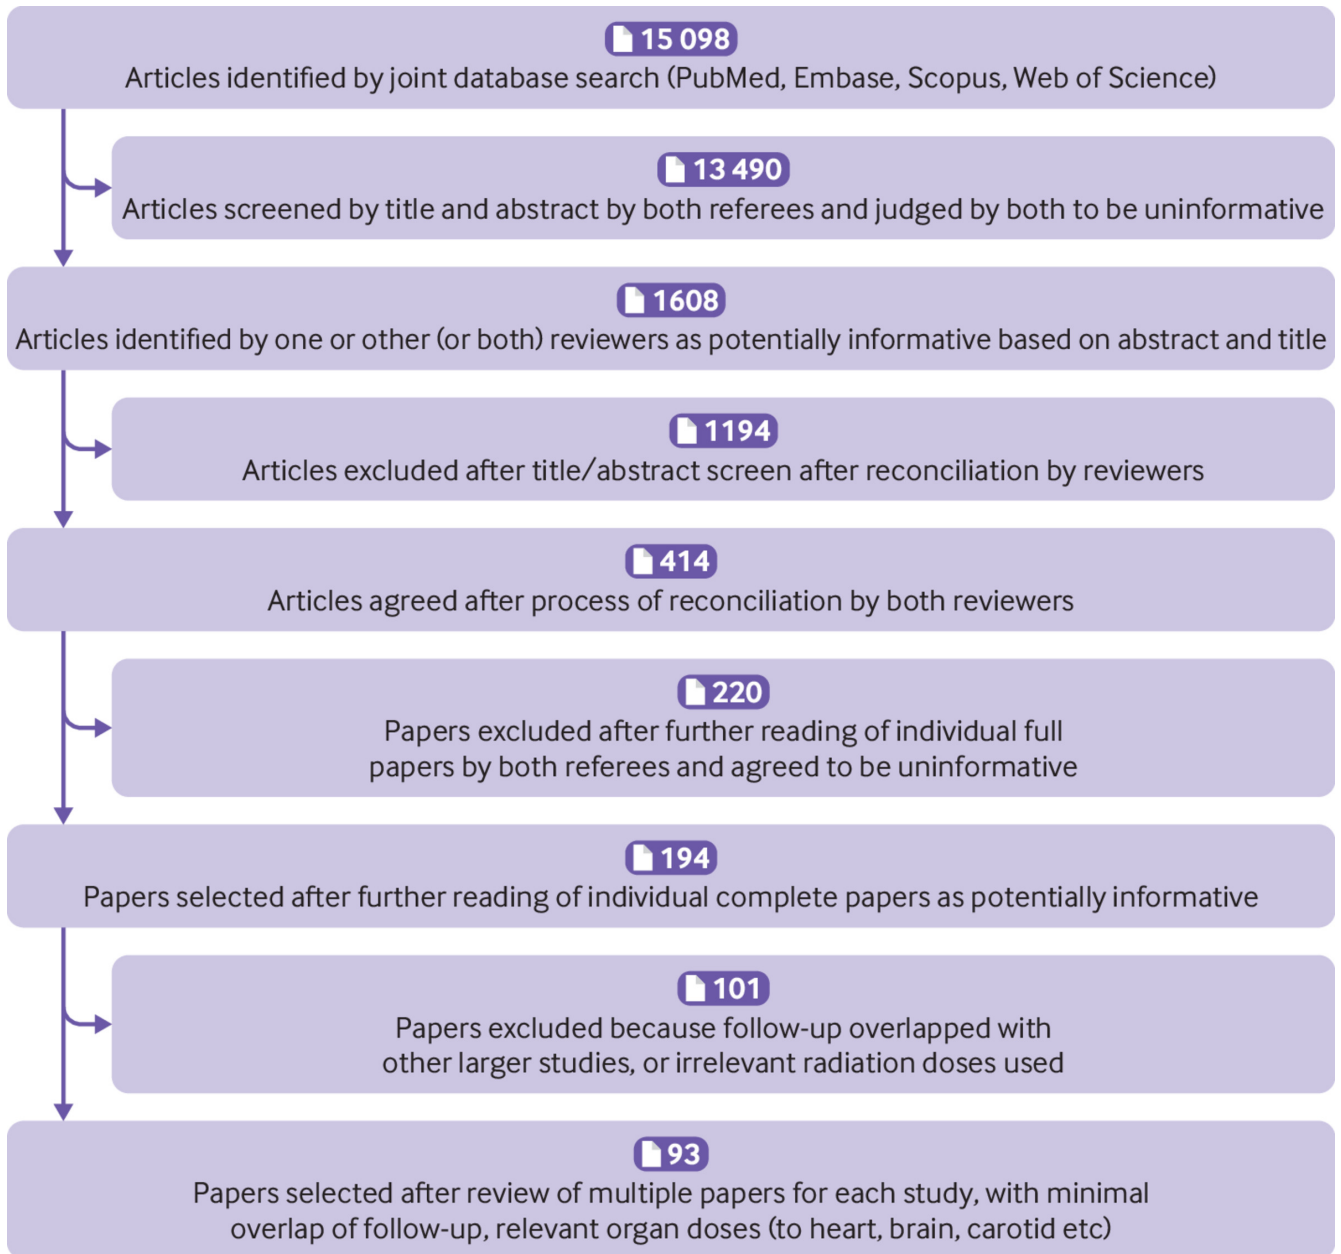 15 098
Articles identified by joint database search (PubMed, Embase, Scopus, Web of Science)
13 490
Articles screened by title and abstract by both referees and judged by both to be uninformative
1608
Articles identified by one or other (or both) reviewers as potentially informative based on abstract and title
1194
Articles excluded after title/abstract screen after reconciliation by reviewers
414
Articles agreed after process of reconciliation by both reviewers
220
Papers excluded after further reading of individual full
papers by both referees and agreed to be uninformative
194
Papers selected after further reading of individual complete papers as potentially informative
101
Papers excluded because follow-up overlapped with
other larger studies, or irrelevant radiation doses used
93
Papers selected after review of multiple papers for each study, with minimal
overlap of follow-up, relevant organ doses (to heart, brain, carotid etc)